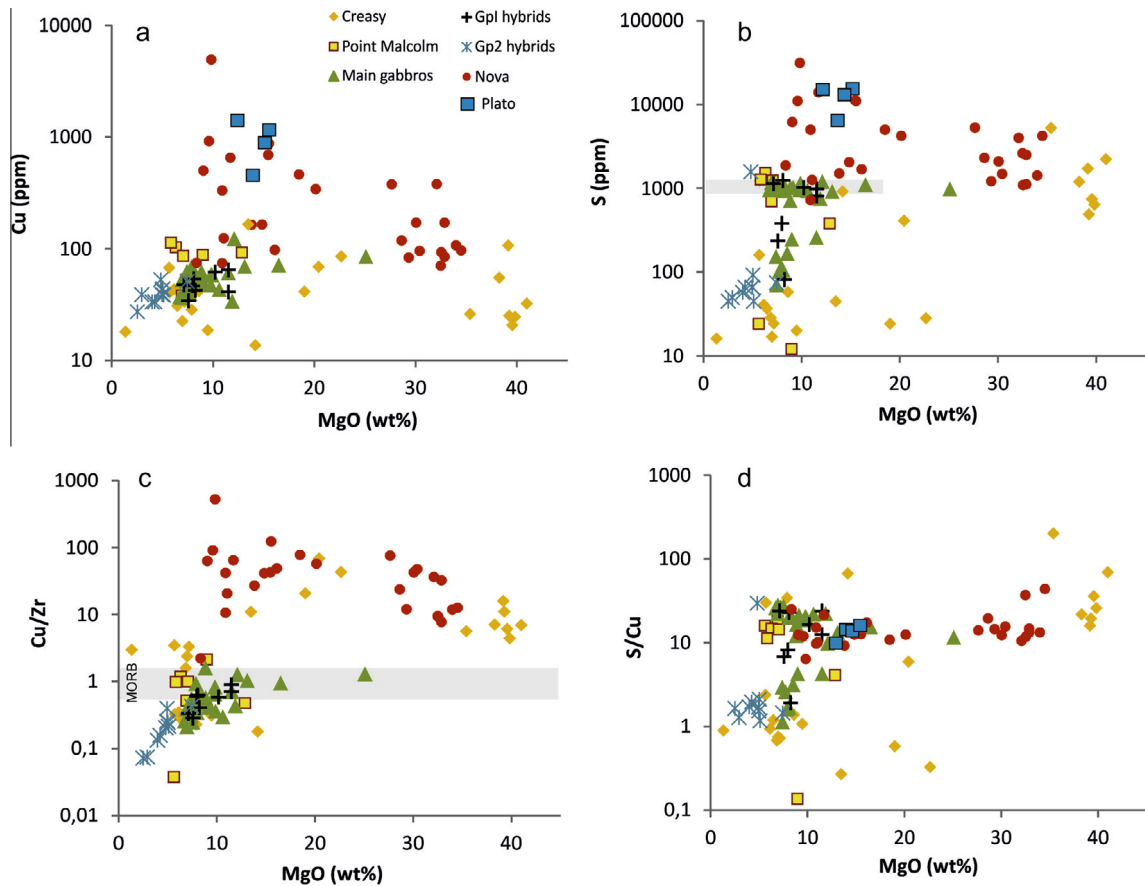 a
Creasy
Point Malcolm
Main gabbros
Gpl hybrids
Gp2 hybrids
Nova
Plato
10000
1000
100
10
Cu (ppm)
0 10 20 30 40
MgO (wt%)
b
100000
10000
1000
100
10
S (ppm)
0 10 20 30 40
MgO (wt%)
c
1000
100
10
1
0,1
0,01
Cu/Zr
MORB
0 10 20 30 40
MgO (wt%)
d
1000
100
10
1
0,1
S/Cu
0 10 20 30 40
MgO (wt%)